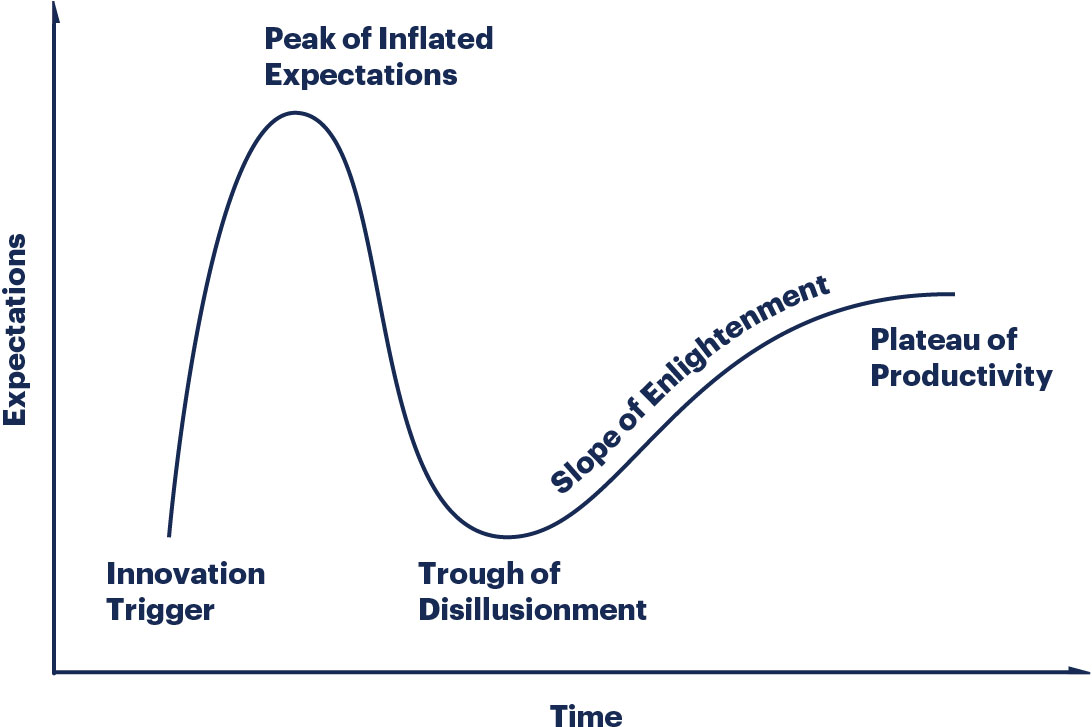 Peak of Inflated
Expectations
Expectations
Slope of Enlightenment
Plateau of
Productivity
Innovation
Trigger
Trough of
Disillusionment
Time